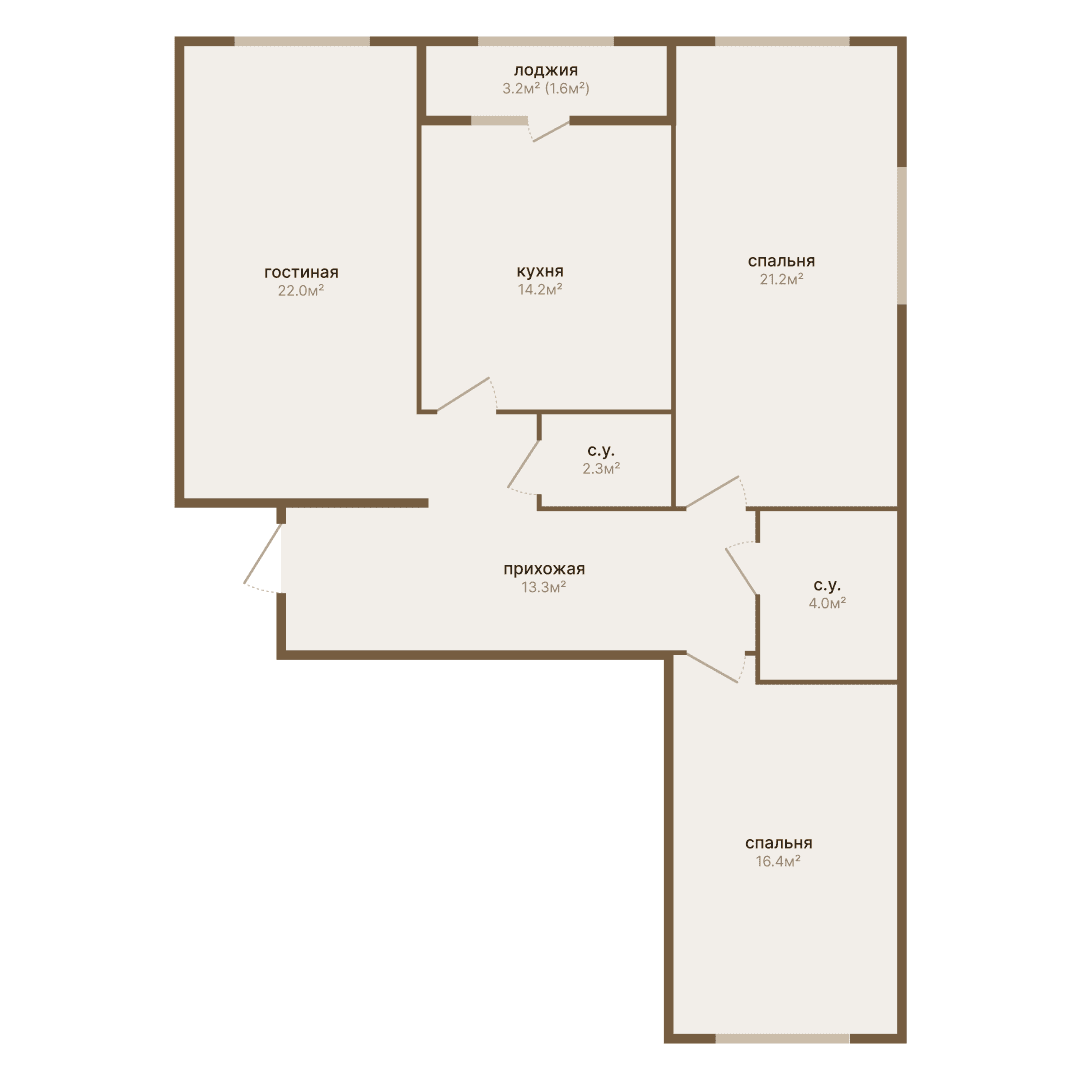 лоджия
3.2м² (1.6м²)
гостиная
22.0м²
кухня
14.2м²
спальня
21.2м²
с.у.
2.3м²
прихожая
13.3м²
с.у.
4.0м²
спальня
16.4м²